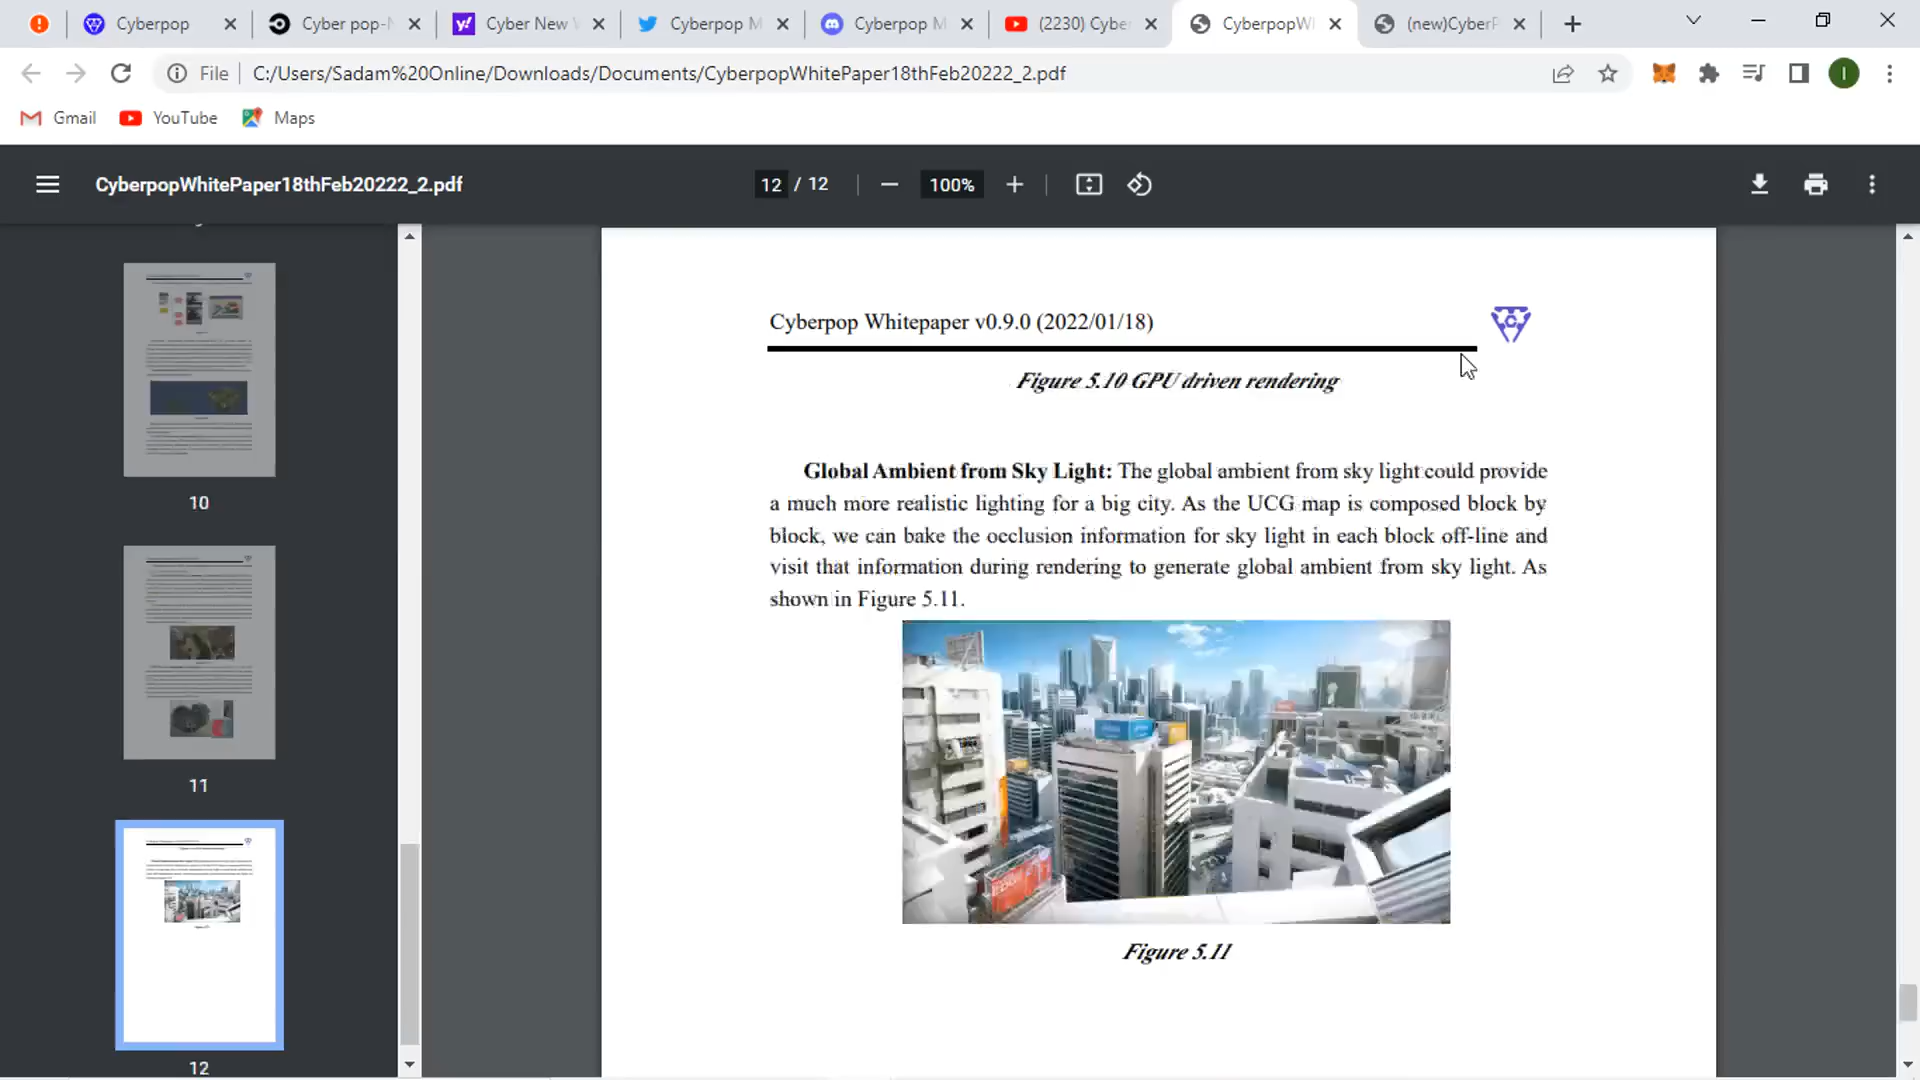 Cyberpop
Cyber pop-
Cyber New
Cyberpop M
Cyberpop M
(2230) Cybe
CyberpopW
(new)CyberP
File
C:/Users/Sadam%20Online/Downloads/Documents/CyberpopWhitePaper18thFeb20222_2.pdf
I
Gmail
YouTube
Maps
CyberpopWhitePaper18thFeb20222_2.pdf
12 / 12
100%
10
11
12
Cyberpop Whitepaper v0.9.0 (2022/01/18)
Figure 5.10 GPU driven rendering
Global Ambient from Sky Light: The global ambient from sky light could provide
a much more realistic lighting for a big city. As the UCG map is composed block by
block, we can bake the occlusion information for sky light in each block off-line and
visit that information during rendering to generate global ambient from sky light. As
shown in Figure 5.11.
Figure 5.11